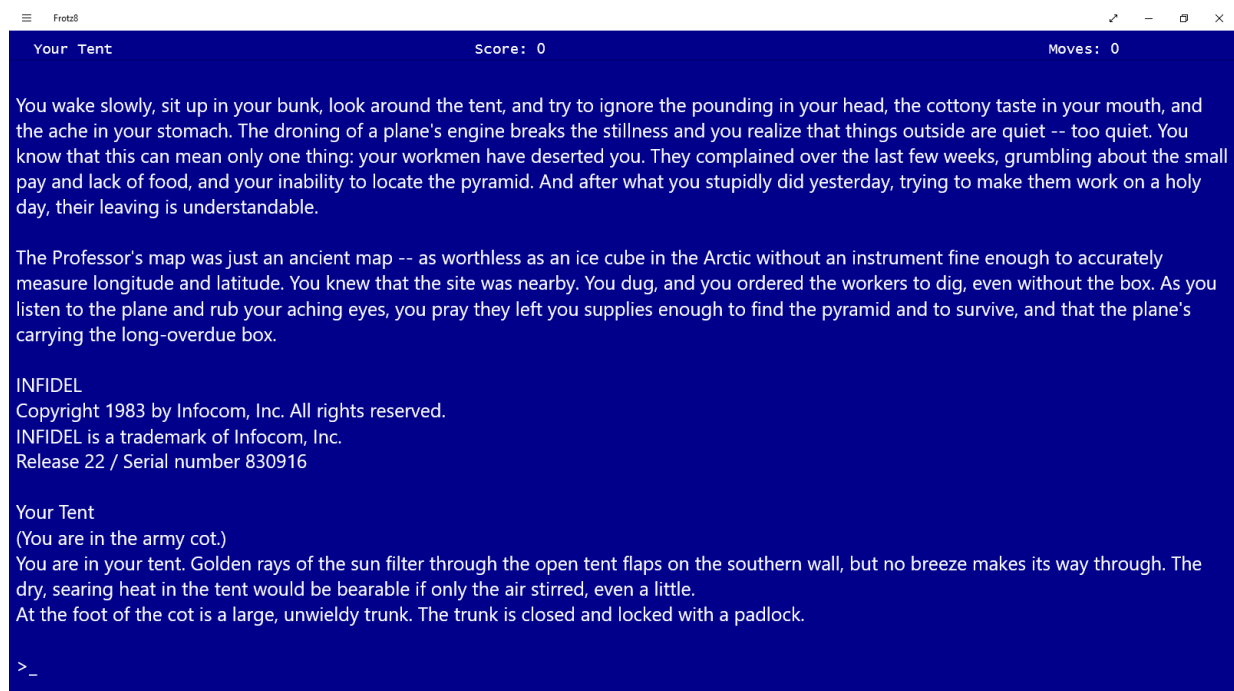 Frotz8
Your Tent Score: 0 Moves: 0
You wake slowly, sit up in your bunk, look around the tent, and try to ignore the pounding in your head, the cottony taste in your mouth, and
the ache in your stomach. The droning of a plane's engine breaks the stillness and you realize that things outside are quiet -- too quiet. You
know that this can mean only one thing: your workmen have deserted you. They complained over the last few weeks, grumbling about the small
pay and lack of food, and your inability to locate the pyramid. And after what you stupidly did yesterday, trying to make them work on a holy
day, their leaving is understandable.
The Professor's map was just an ancient map -- as worthless as an ice cube in the Arctic without an instrument fine enough to accurately
measure longitude and latitude. You knew that the site was nearby. You dug, and you ordered the workers to dig, even without the box. As you
listen to the plane and rub your aching eyes, you pray they left you supplies enough to find the pyramid and to survive, and that the plane's
carrying the long-overdue box.
INFIDEL
Copyright 1983 by Infocom, Inc. All rights reserved.
INFIDEL is a trademark of Infocom, Inc.
Release 22 / Serial number 830916
Your Tent
(You are in the army cot.)
You are in your tent. Golden rays of the sun filter through the open tent flaps on the southern wall, but no breeze makes its way through. The
dry, searing heat in the tent would be bearable if only the air stirred, even a little.
At the foot of the cot is a large, unwieldy trunk. The trunk is closed and locked with a padlock.
>_